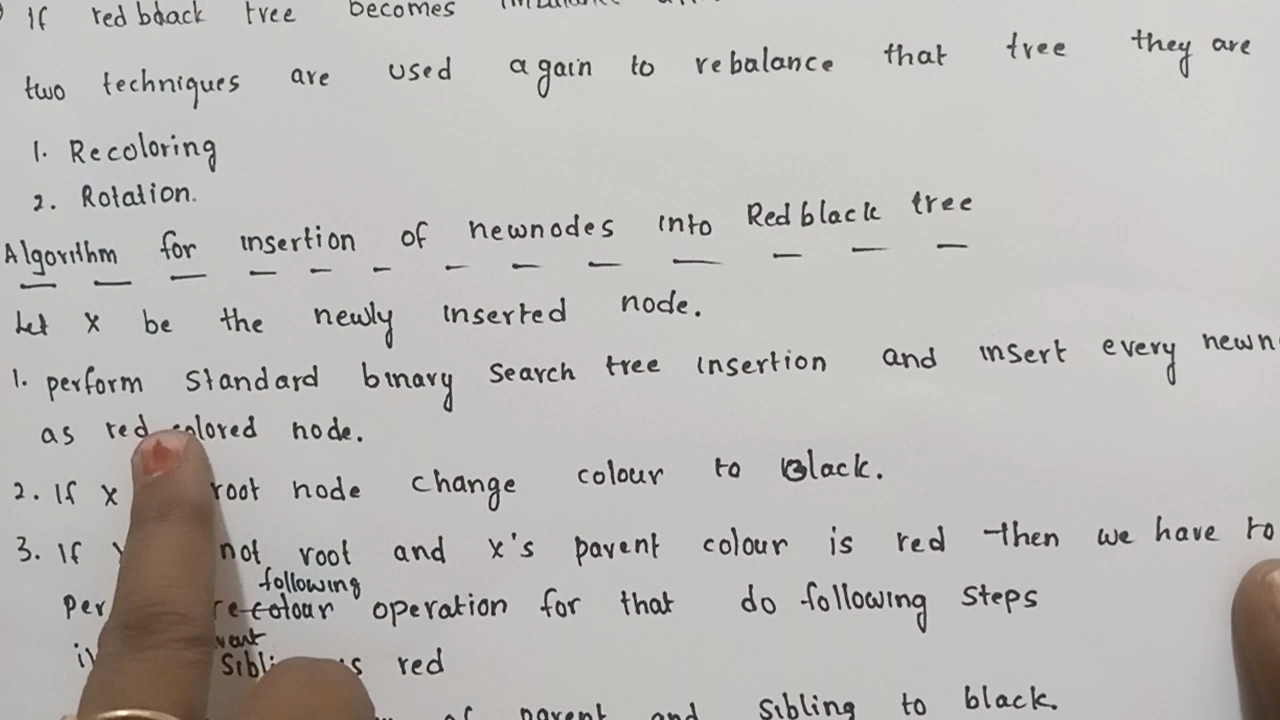 If red black tree becomes
two techniques are used again to rebalance that tree they are
1. Recoloring
2. Rotation.
Algorithm for insertion of newnodes into Redblack tree
Let x be the newly inserted node.
1. perform standard binary search tree insertion and insert every newn
as red colored node.
2. If x root node change colour to Black.
3. If not root and x's parent colour is red then we have to
following
operation for that do following steps
is red
parent and sibling to black.